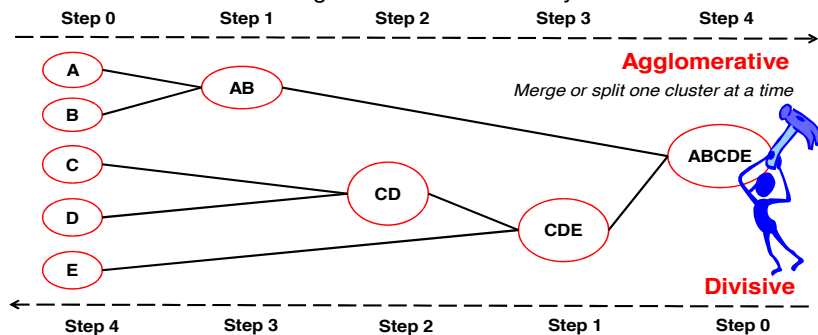 Step 0 Step 1 Step 2 Step 3 Step 4
Agglomerative
Merge or split one cluster at a time
A
AB
B
C
ABCDE
CD
D
CDE
E
Divisive
Step 4 Step 3 Step 2 Step 1 Step 0